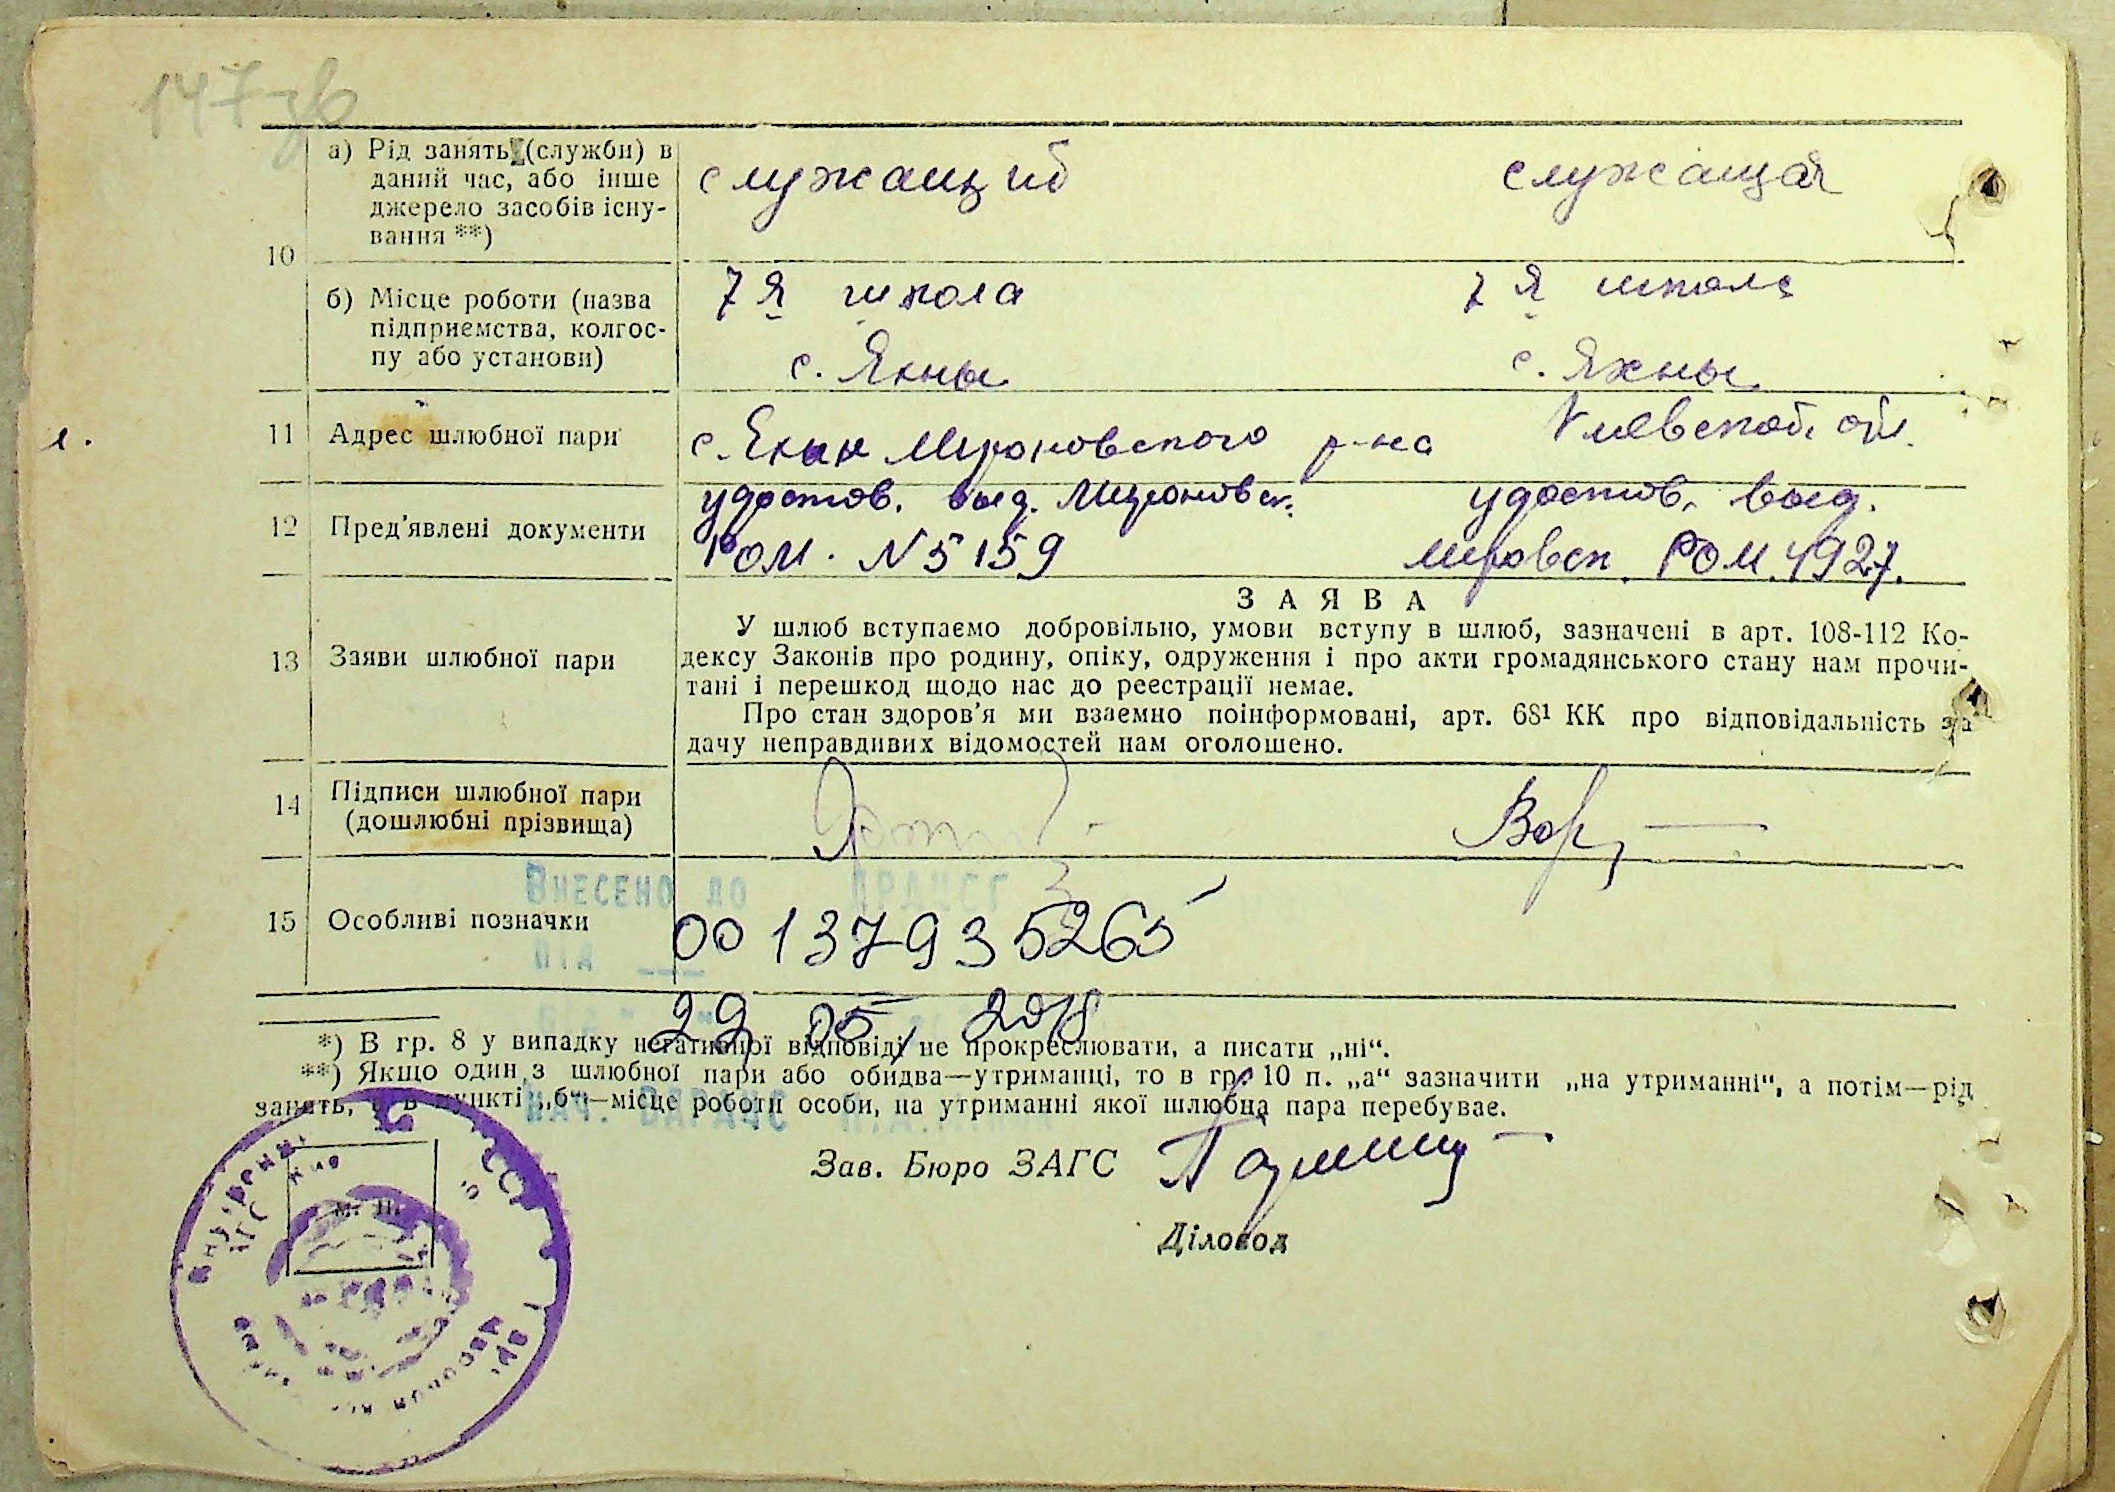 147зв
а) Рід занять (служби) в
даний час, або інше
джерело засобів існу-
вання **)
служащий служащая
10
б) Місце роботи (назва
підприємства, колгос-
пу або установи)
7я школа 7я школа
с. Яхны с. Яхны
11 Адрес шлюбної пари
с. Яхны Мироновского р-на Киевской обл.
12 Пред'явлені документи
удостов. выд. Мироновск. удостов. выд.
РОМ. N 5159 Мировск. РОМ. 4927.
13 Заяви шлюбної пари
ЗАЯВА
У шлюб вступаємо добровільно, умови вступу в шлюб, зазначені в арт. 108-112 Ко-
дексу Законів про родину, опіку, одруження і про акти громадянського стану нам прочи-
тані і перешкод щодо нас до реєстрації немає.
Про стан здоров'я ми взаємно поінформовані, арт. 68¹ КК про відповідальність за
дачу неправдивих відомостей нам оголошено.
14 Підписи шлюбної пари
(дошлюбні прізвища)
Внесено до ДРАЦСГ
15 Особливі позначки
00137935265
29 05, 2018
*) В гр. 8 у випадку негативної відповіді не прокреслювати, а писати „ні“.
**) Якщо один з шлюбної пари або обидва—утриманці, то в гр. 10 п. „а“ зазначити „на утриманні“, а потім—рід
занять, а в пункті „б“—місце роботи особи, на утриманні якої шлюбна пара перебуває.
Зав. Бюро ЗАГС
М. П.
Діловод